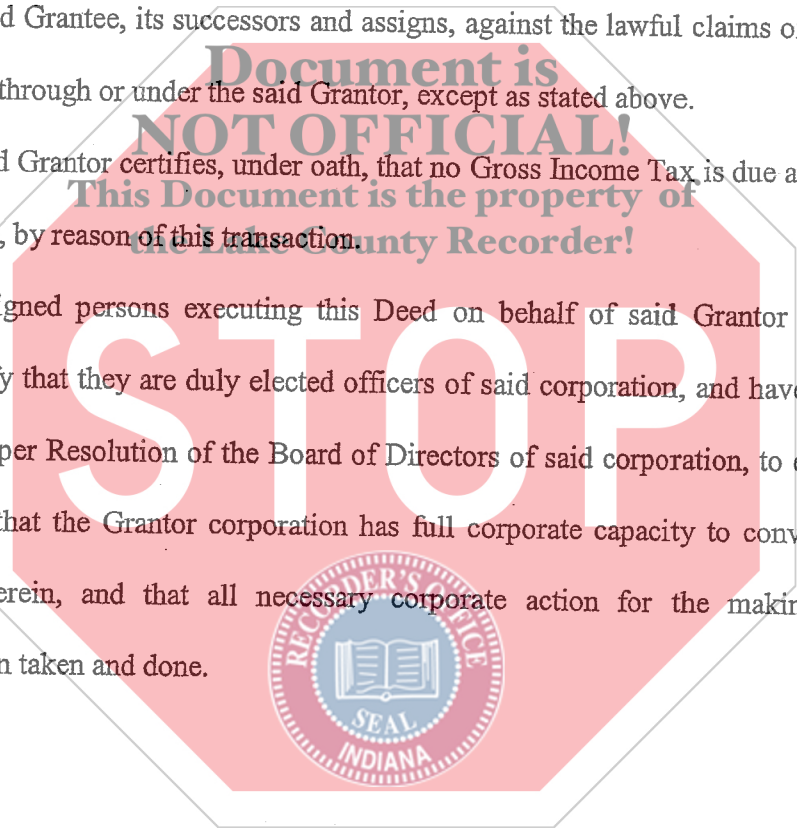 d Grantee, its successors and assigns, against the lawful claims o
Document is
through or under the said Grantor, except as stated above.
NOT OFFICIAL!
d Grantor certifies, under oath, that no Gross Income Tax is due a
This Document is the property of
, by reason of this transaction.
the Lake County Recorder!
igned persons executing this Deed on behalf of said Grantor
y that they are duly elected officers of said corporation, and have
per Resolution of the Board of Directors of said corporation, to
STOP
that the Grantor corporation has full corporate capacity to conv
erein, and that all necessary corporate action for the makin
n taken and done.
RECORDER'S OFFICE
SEAL
INDIANA